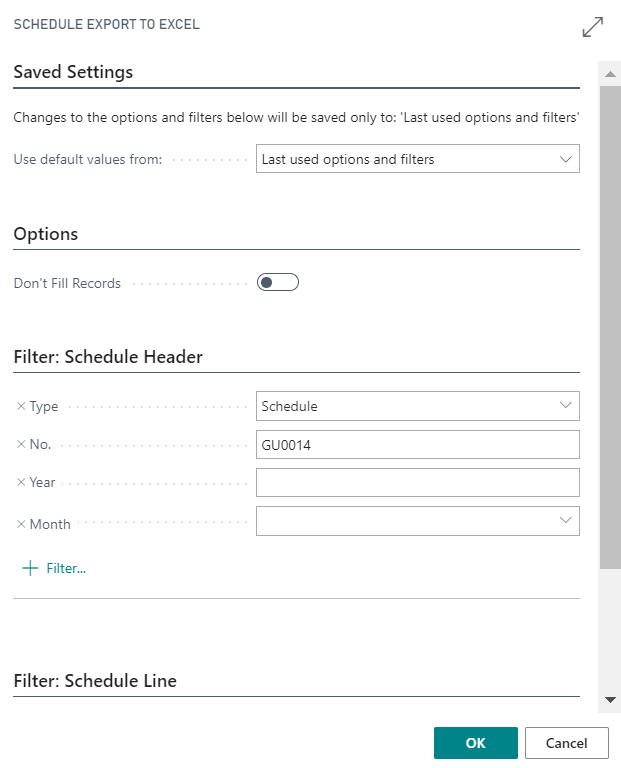 SCHEDULE EXPORT TO EXCEL
Saved Settings
Changes to the options and filters below will be saved only to: 'Last used options and filters'
Use default values from: Last used options and filters
Options
Don't Fill Records
Filter: Schedule Header
× Type Schedule
× No. GU0014
× Year
× Month
+ Filter...
Filter: Schedule Line
OK Cancel